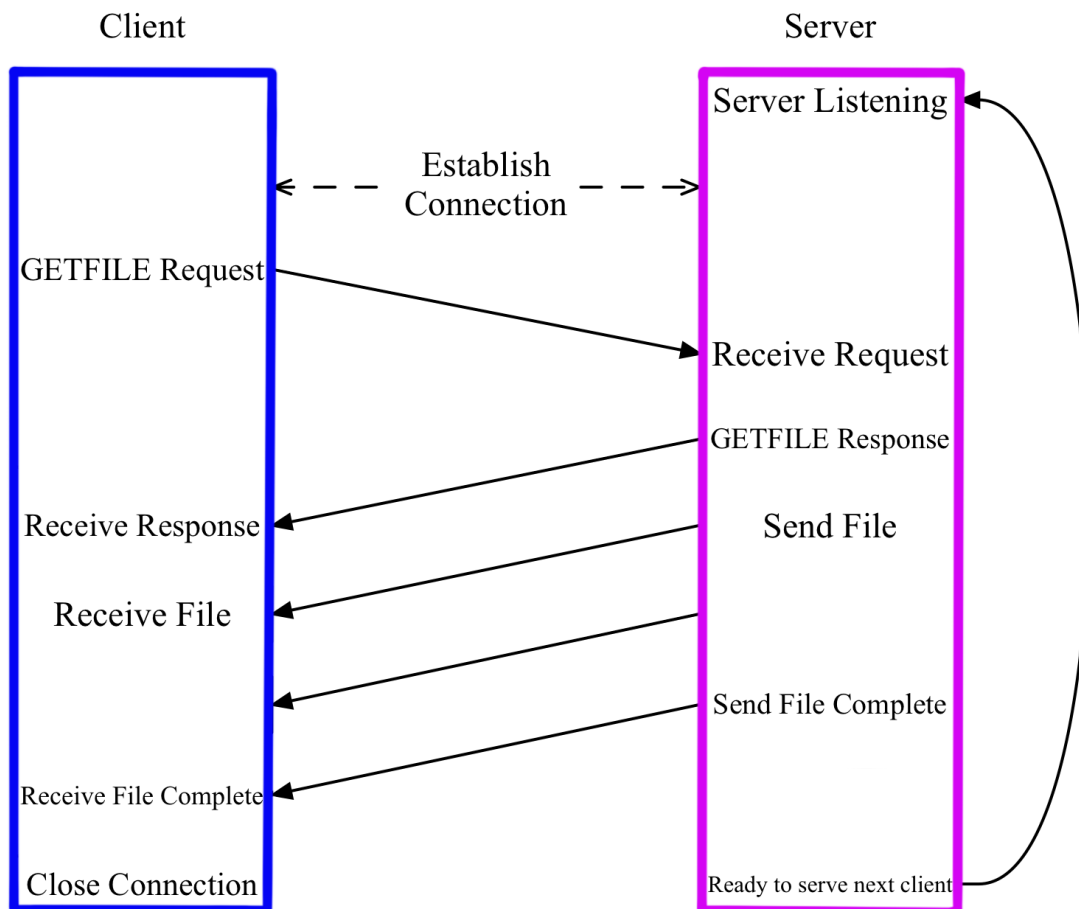 Client
Server
Server Listening
Establish
Connection
GETFILE Request
Receive Request
GETFILE Response
Receive Response
Send File
Receive File
Send File Complete
Receive File Complete
Close Connection
Ready to serve next client